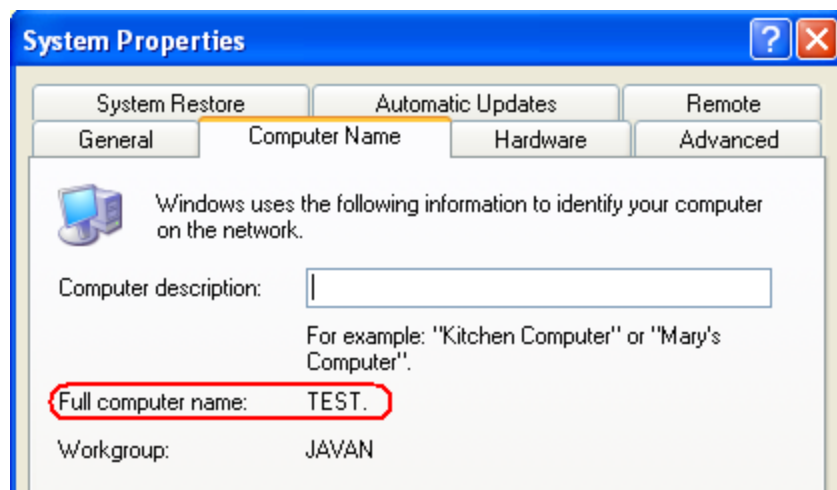 System Properties
System Restore Automatic Updates Remote
General Computer Name Hardware Advanced
Windows uses the following information to identify your computer
on the network.
Computer description:
For example: "Kitchen Computer" or "Mary's
Computer".
Full computer name: TEST.
Workgroup: JAVAN